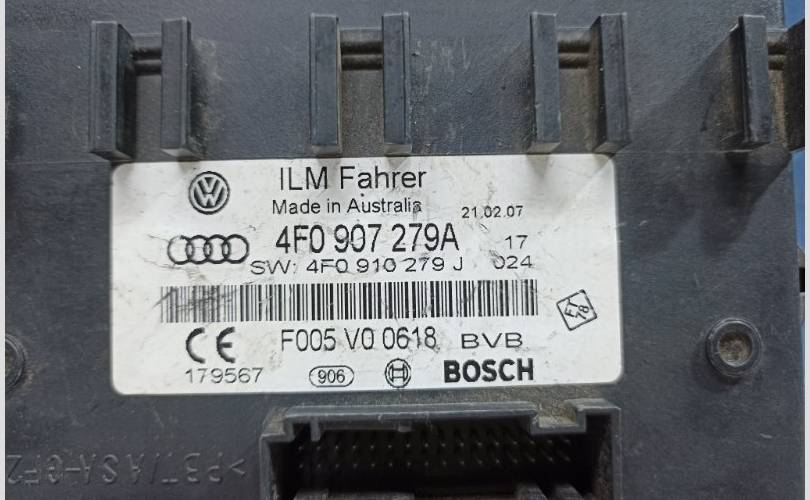 ILM Fahrer
Made in Australia 21.02.07
4F0 907 279A 17
SW: 4F0 910 279 J 024
F005 V0 0618 BVB
CE
179567 906 BOSCH